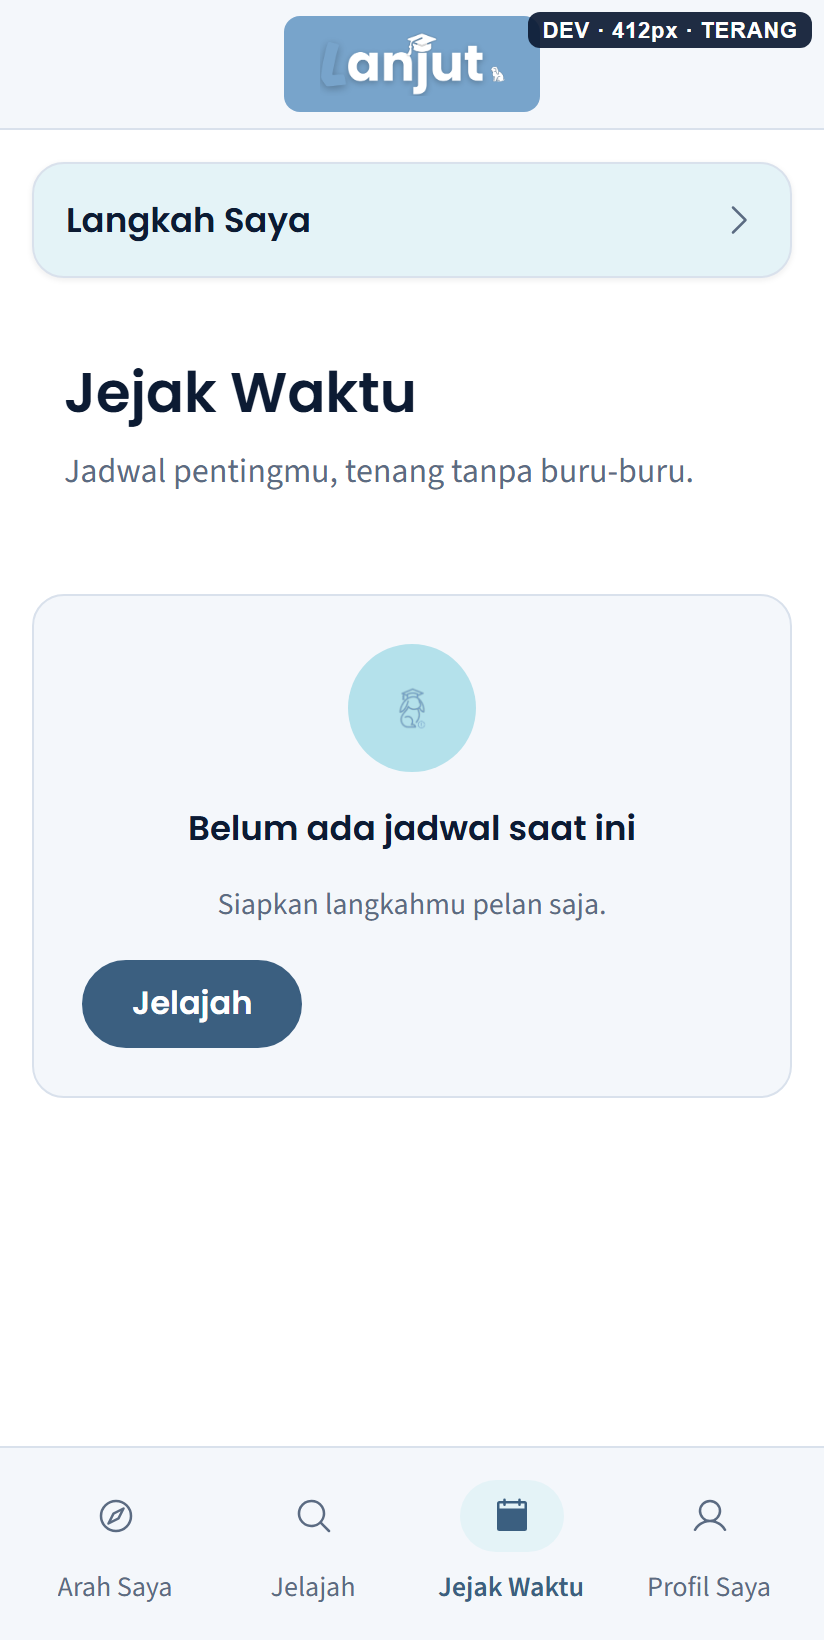 Lanjut
DEV · 412px · TERANG
Langkah Saya
Jejak Waktu
Jadwal pentingmu, tenang tanpa buru-buru.
Belum ada jadwal saat ini
Siapkan langkahmu pelan saja.
Jelajah
Arah Saya
Jelajah
Jejak Waktu
Profil Saya